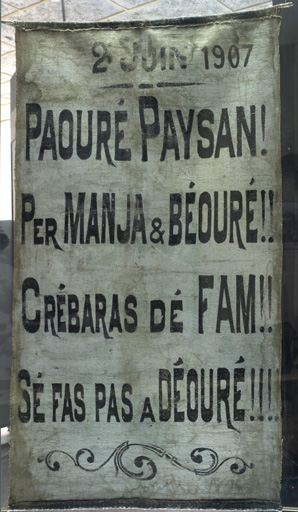 2 JUIN 1907
PAOURÉ PAYSAN!
PER MANJA & BÉOURÉ!!
CRÉBARAS DÉ FAM!!
SÉ FAS PAS A DÉOURÉ!!!!